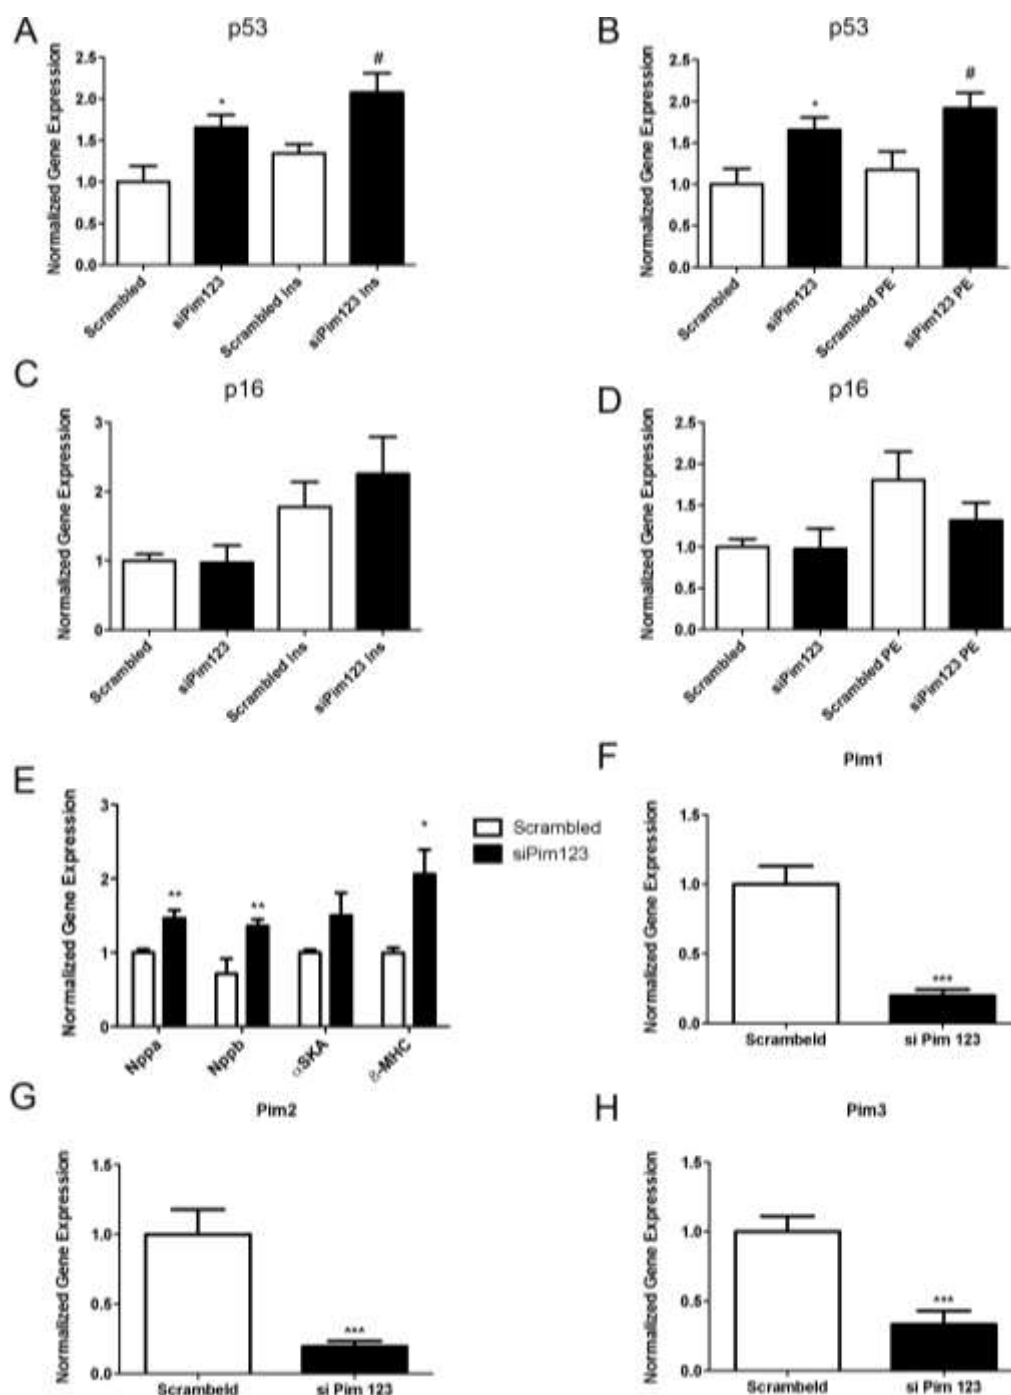 A
p53
Normalized Gene Expression
2.5
2.0
1.5
1.0
0.5
0.0
*
#
Scrambled
siPim123
Scrambled Ins
siPim123 Ins
B
p53
Normalized Gene Expression
2.5
2.0
1.5
1.0
0.5
0.0
*
#
Scrambled
siPim123
Scrambled PE
siPim123 PE
C
p16
Normalized Gene Expression
3
2
1
0
Scrambled
siPim123
Scrambled Ins
siPim123 Ins
D
p16
Normalized Gene Expression
2.5
2.0
1.5
1.0
0.5
0.0
Scrambled
siPim123
Scrambled PE
siPim123 PE
E
Normalized Gene Expression
3
2
1
0
**
**
*
Nppa
Nppb
αSKA
β-MHC
Scrambled
siPim123
F
Pim1
Normalized Gene Expression
1.5
1.0
0.5
0.0
***
Scrambeld
si Pim 123
G
Pim2
Normalized Gene Expression
1.5
1.0
0.5
0.0
***
Scrambeld
si Pim 123
H
Pim3
Normalized Gene Expression
1.5
1.0
0.5
0.0
***
Scrambeld
si Pim 123